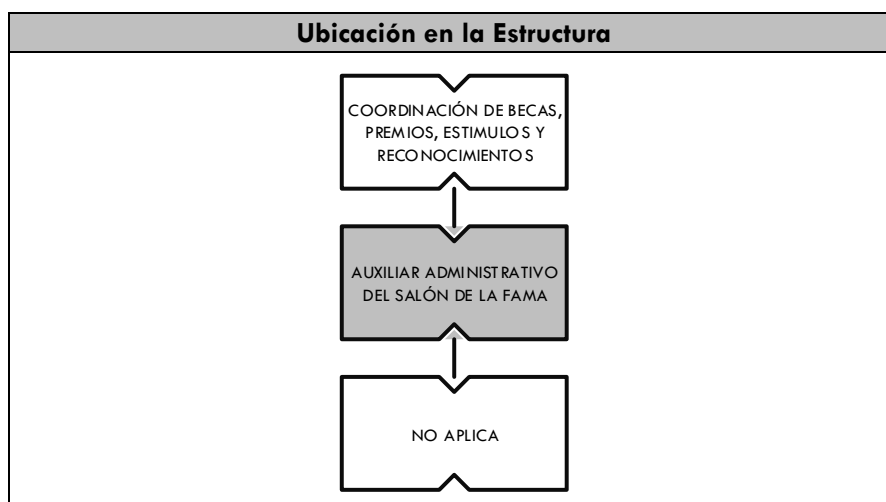 Ubicación en la Estructura
COORDINACIÓN DE BECAS,
PREMIOS, ESTIMULOS Y
RECONOCIMIENTOS
AUXILIAR ADMINISTRATIVO
DEL SALÓN DE LA FAMA
NO APLICA